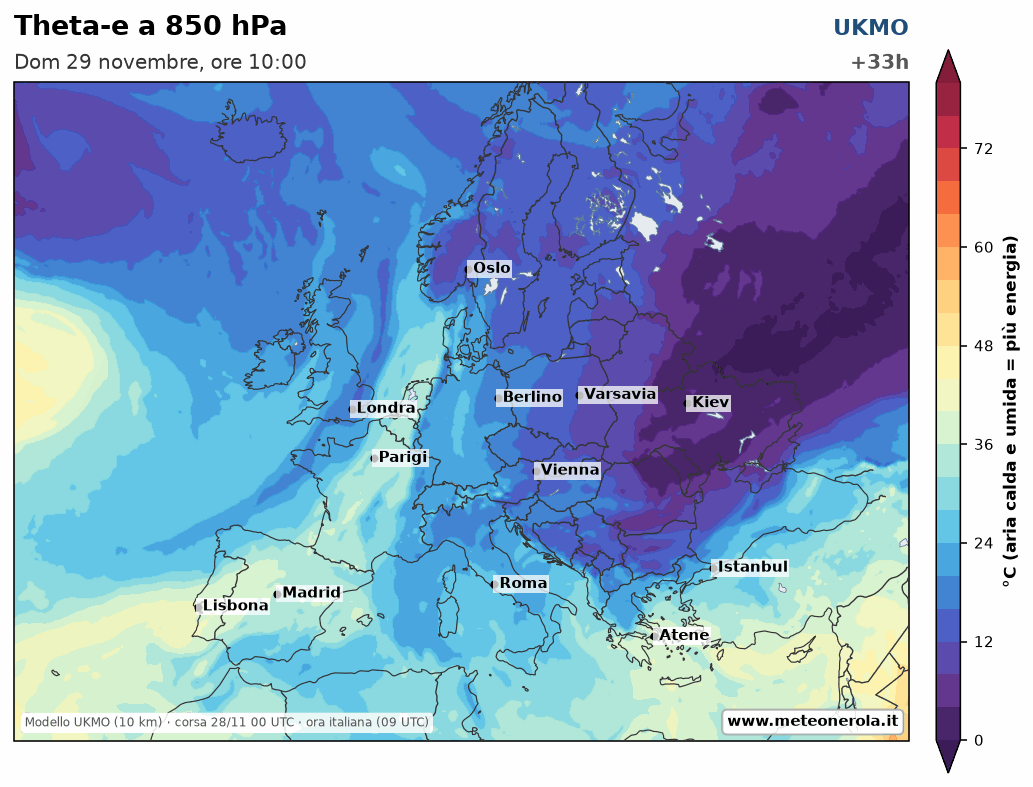 Theta-e a 850 hPa
UKMO
Dom 29 novembre, ore 10:00
+33h
Oslo
Londra
Berlino
Varsavia
Kiev
Parigi
Vienna
Istanbul
Roma
Madrid
Lisbona
Atene
72
60
48
36
24
12
0
°C (aria calda e umida = più energia)
Modello UKMO (10 km) · corsa 28/11 00 UTC · ora italiana (09 UTC)
www.meteonerola.it